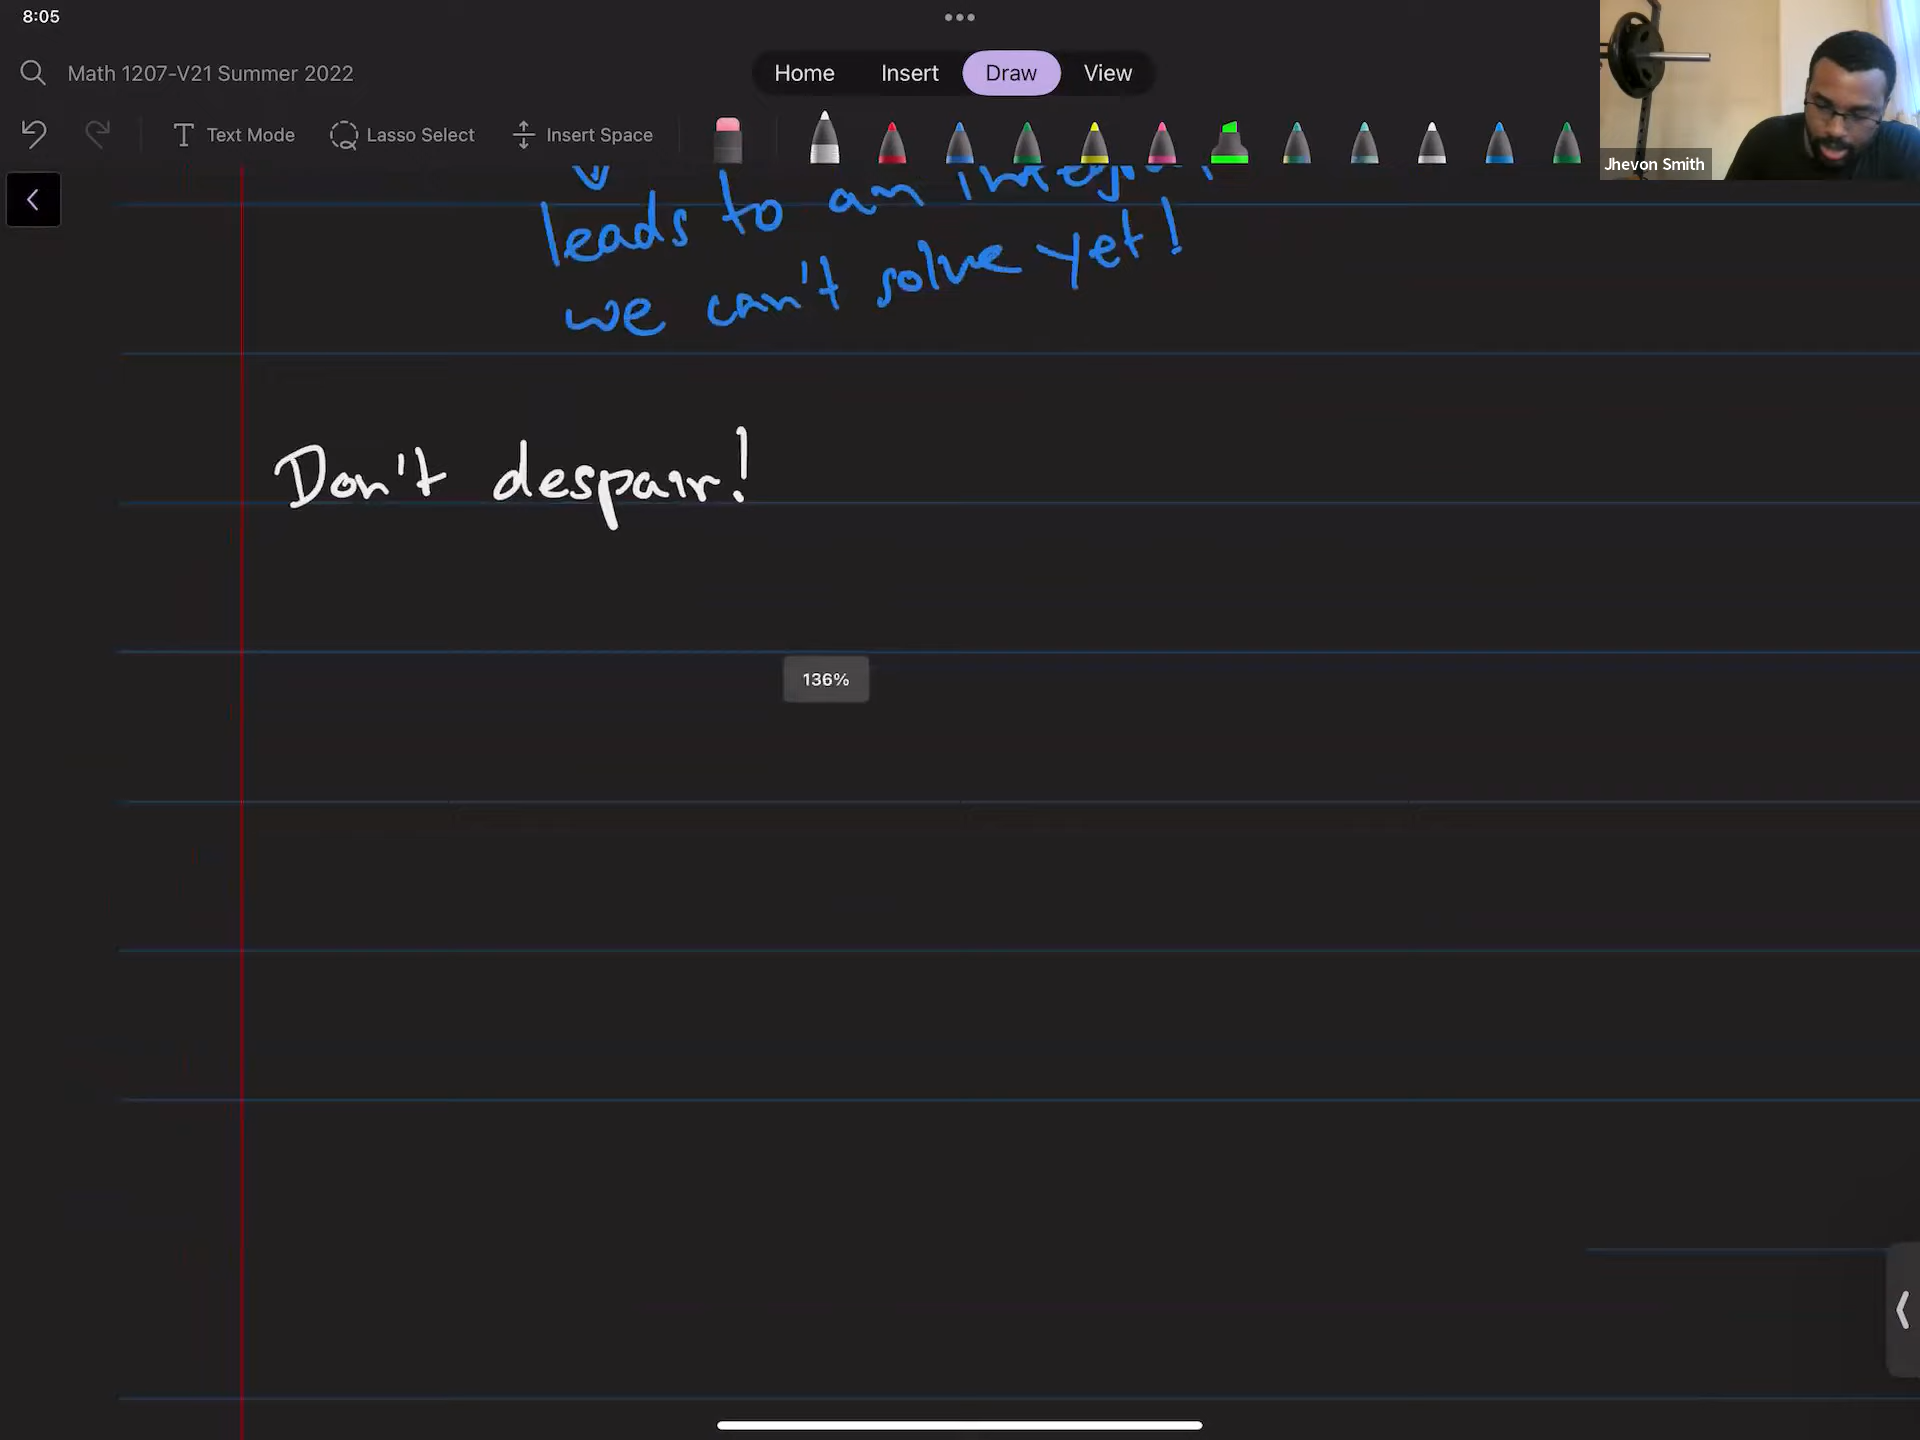 8:05
Math 1207-V21 Summer 2022
Home Insert Draw View
Text Mode Lasso Select Insert Space
Jhevon Smith
leads to an integral
we can't solve yet!
Don't despair!
136%